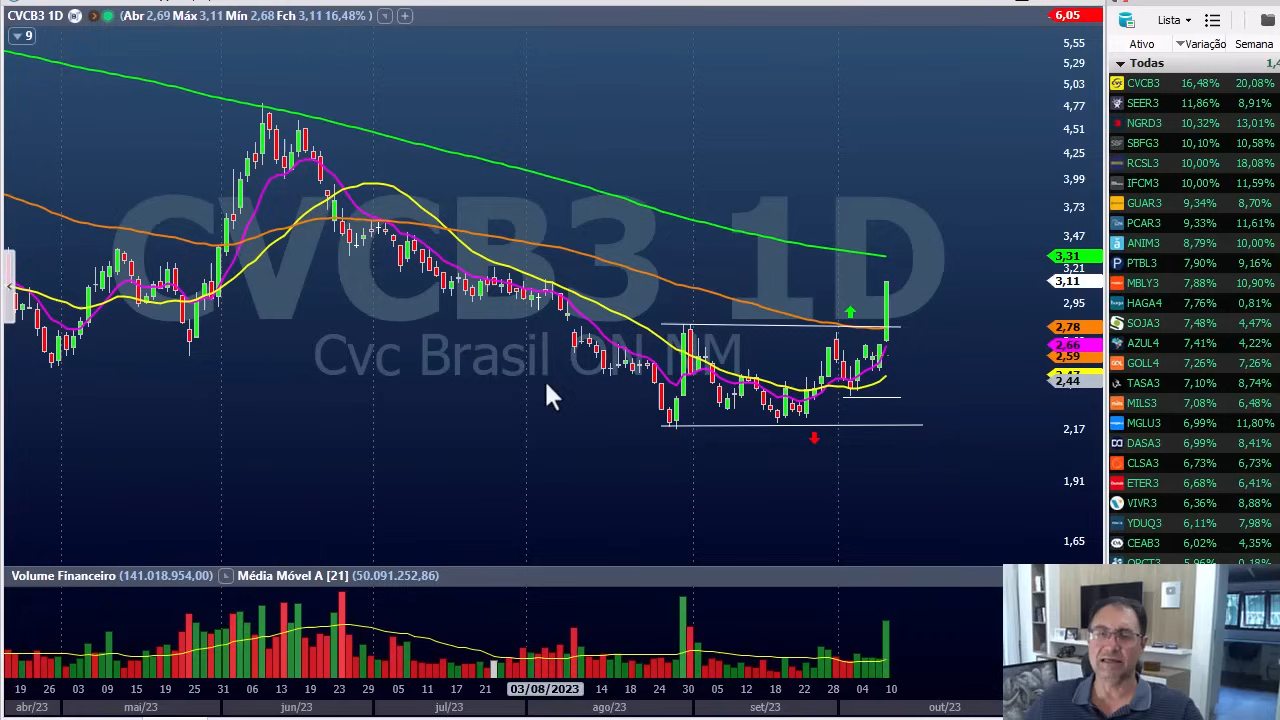 CVCB3 1D (Abr 2,69 Máx 3,11 Mín 2,68 Fch 3,11 16,48% )
9
CVCB3 1D
Cvc Brasil ON NM
6,05
5,55
5,29
5,03
4,77
4,51
4,25
3,99
3,73
3,47
3,31
3,21
3,11
2,95
2,78
2,66
2,59
2,44
2,17
1,91
1,65
Volume Financeiro (141.018.954,00) Média Móvel A [21] (50.091.252,86)
19 26 03 09 15 19 25 31 06 13 19 23 29 05 11 17 21 03/08/2023 14 18 24 30 05 12 18 22 28 04 10
abr/23 mai/23 jun/23 jul/23 ago/23 set/23 out/23
Lista
Ativo Variação Semana
Todas 1,4
CVCB3 16,48% 20,08%
SEER3 11,86% 8,91%
NGRD3 10,32% 13,01%
SBFG3 10,10% 10,58%
RCSL3 10,00% 18,08%
IFCM3 10,00% 11,59%
GUAR3 9,34% 9,70%
PCAR3 9,33% 11,61%
ANIM3 8,79% 10,00%
PTBL3 7,90% 9,16%
MBLY3 7,88% 10,90%
HAGA4 7,76% 0,81%
SOJA3 7,48% 4,47%
AZUL4 7,41% 4,22%
GOLL4 7,26% 7,26%
TASA3 7,10% 8,74%
MILS3 7,08% 6,48%
MGLU3 6,99% 11,80%
DASA3 6,99% 8,41%
CLSA3 6,73% 6,73%
ETER3 6,68% 6,41%
VIVR3 6,36% 8,88%
YDUQ3 6,11% 7,98%
CEAB3 6,02% 4,35%